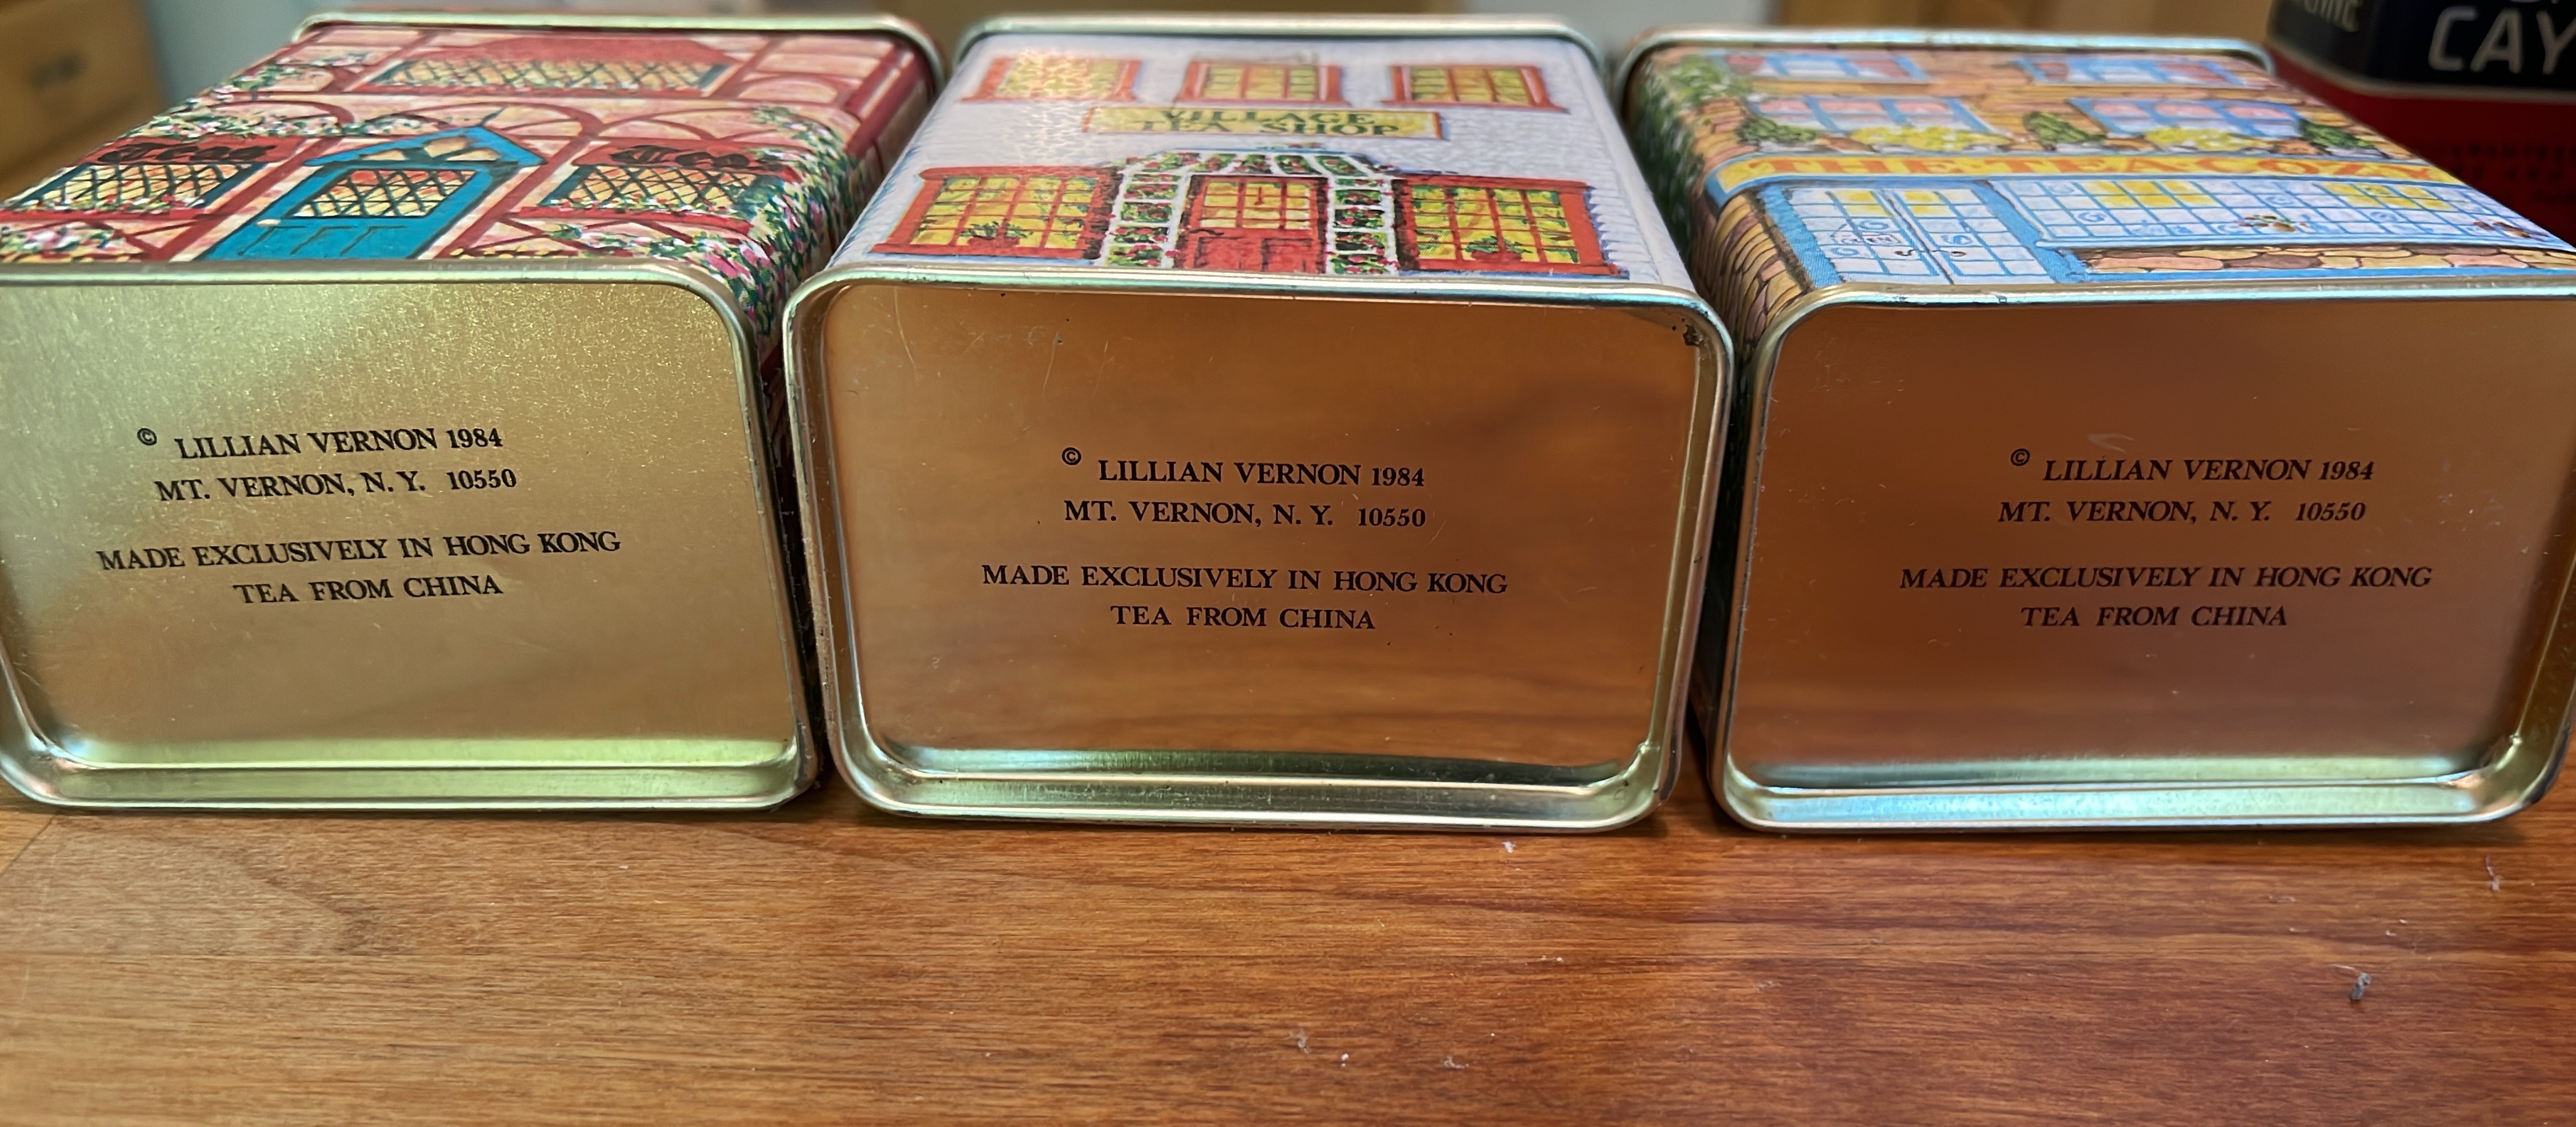 Teas
Tea
VILLAGE
TEA SHOP
THE TEA COZY
CAY
© LILLIAN VERNON 1984
MT. VERNON, N. Y. 10550
MADE EXCLUSIVELY IN HONG KONG
TEA FROM CHINA
© LILLIAN VERNON 1984
MT. VERNON, N. Y. 10550
MADE EXCLUSIVELY IN HONG KONG
TEA FROM CHINA
© LILLIAN VERNON 1984
MT. VERNON, N. Y. 10550
MADE EXCLUSIVELY IN HONG KONG
TEA FROM CHINA